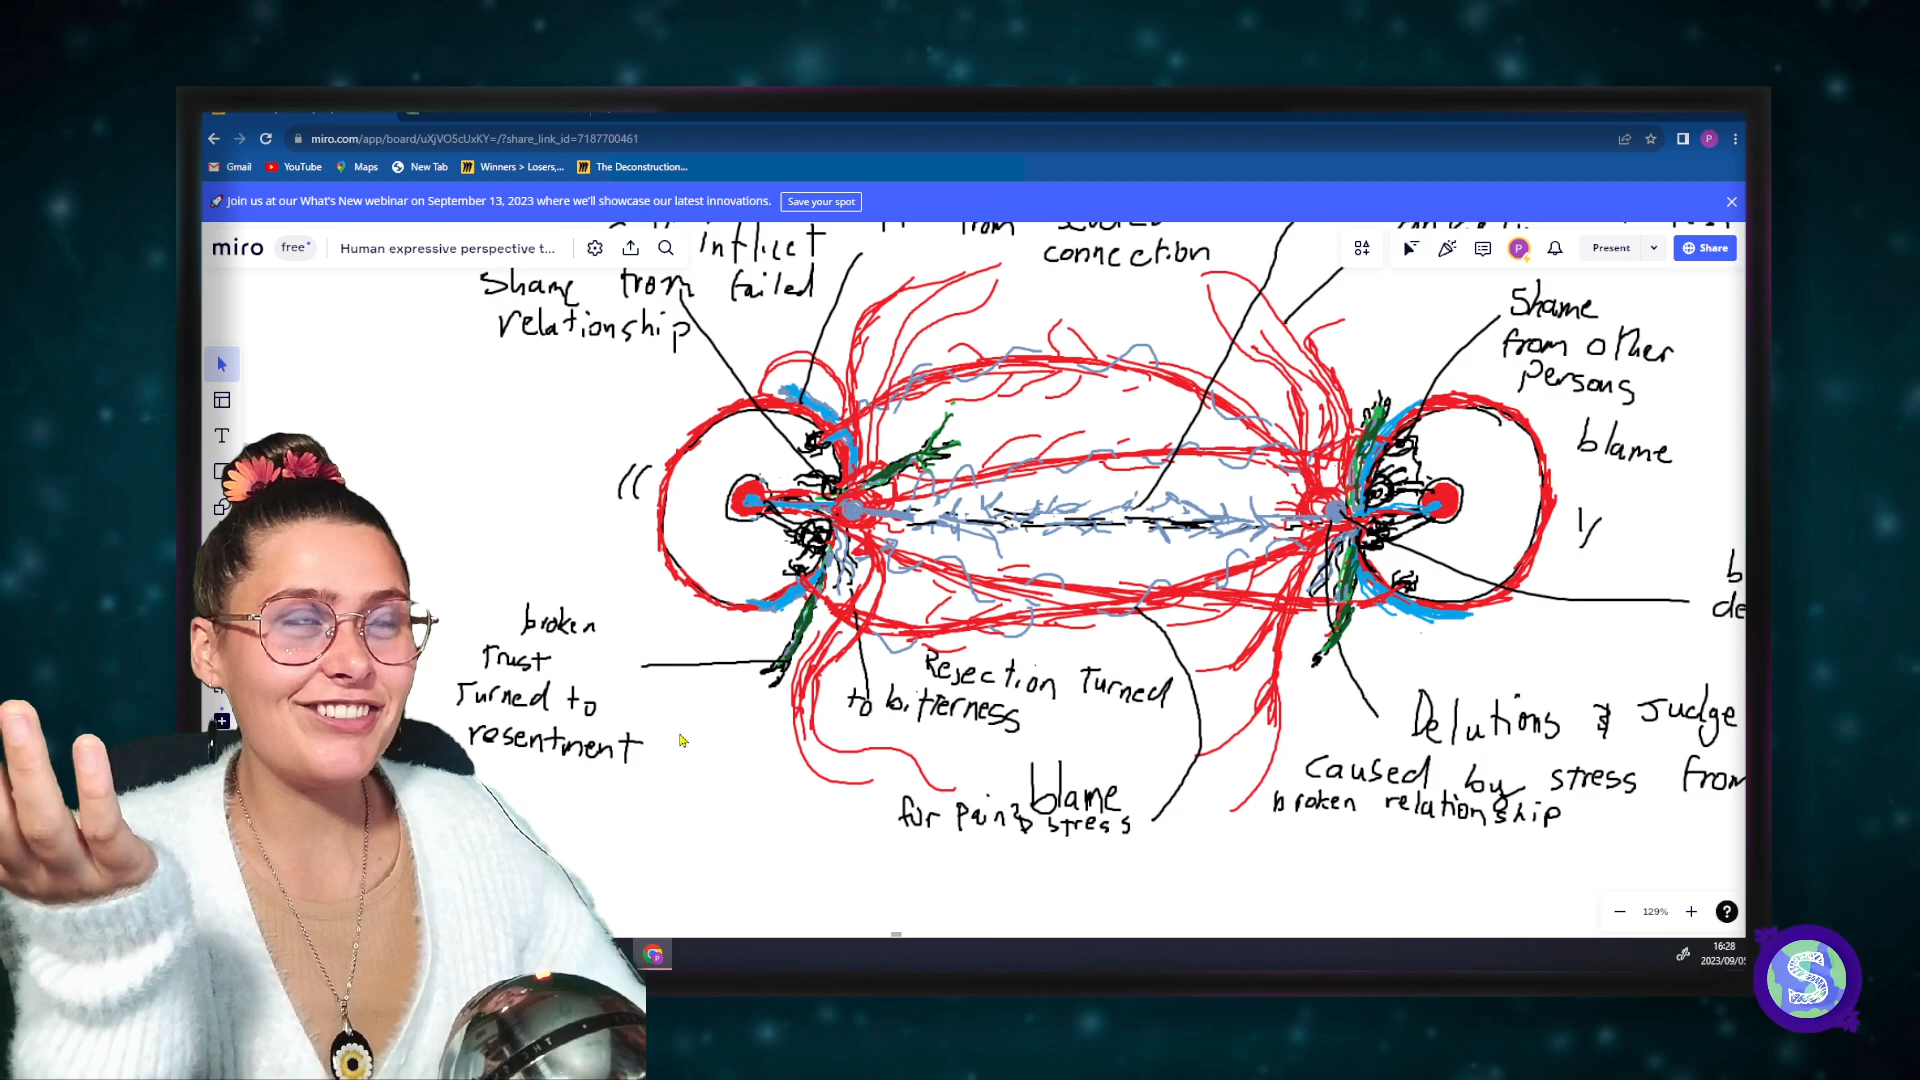 miro.com/app/board/uXjVO5cUxKY=/?share_link_id=7187700461
P
Gmail
YouTube
Maps
New Tab
Winners > Losers,...
The Deconstruction...
Join us at our What's New webinar on September 13, 2023 where we'll showcase our latest innovations.
Save your spot
miro
free
Human expressive perspective t...
P
Present
Share
inflict
Shame from failed
relationship
from
connection
Shame
from other
persons
blame
broken
Trust
Turned to
resentment
Rejection Turned
to bitterness
blame
for pain & stress
Delutions & Judge
caused by stress from
broken relationship
b
de
129%
?
16:28
2023/09/05
S